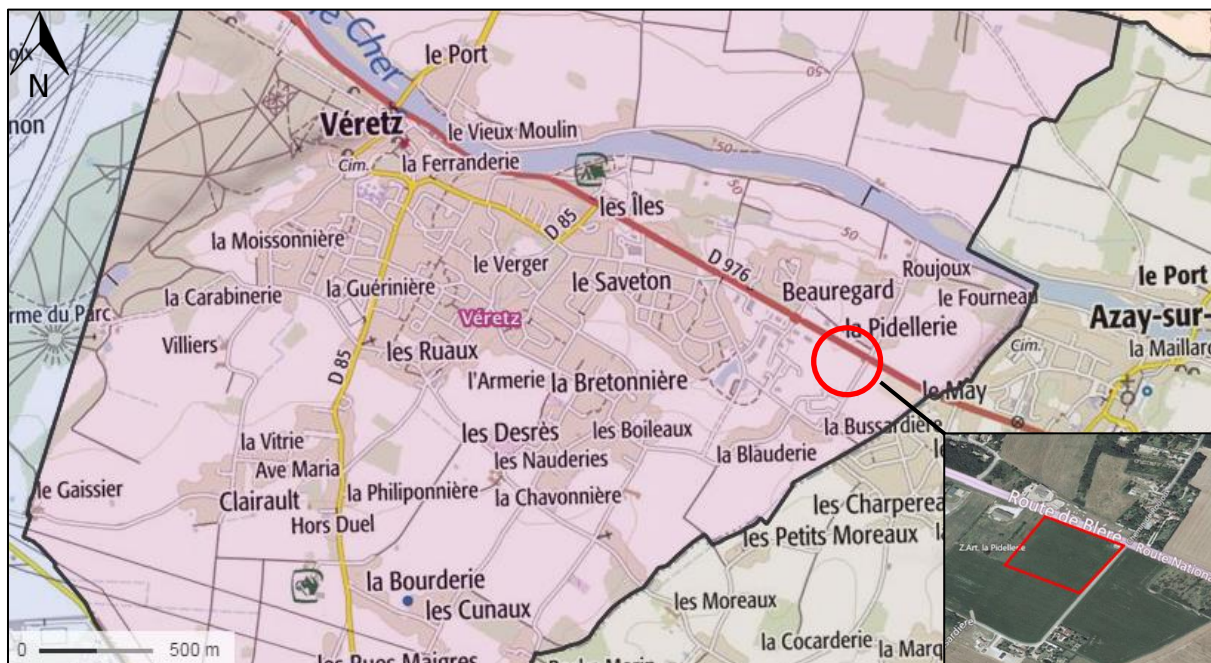 N
le Cher
le Port
Véretz
le Vieux Moulin
la Ferranderie
Cim.
les Îles
D 85
D 976
la Moissonnière
le Verger
le Saveton
la Carabinerie
la Guérinière
Véretz
Villiers
les Ruaux
D 85
l'Armerie
la Bretonnière
Beauregard
Roujoux
le Fourneau
la Pidellerie
le Port
Azay-sur-
Cim.
la Maillard
le Mây
la Bussardière
la Blauderie
les Boileaux
les Desrès
les Nauderies
la Vitrie
Ave Maria
la Philiponnière
la Chavonnière
le Gaissier
Clairault
Hors Duel
les Petits Moreaux
la Bourderie
les Cunaux
les Moreaux
la Cocarderie
50
50
50
50
0 500 m
Route de Bléré
Route Nation
Z.Art. la Pidellerie